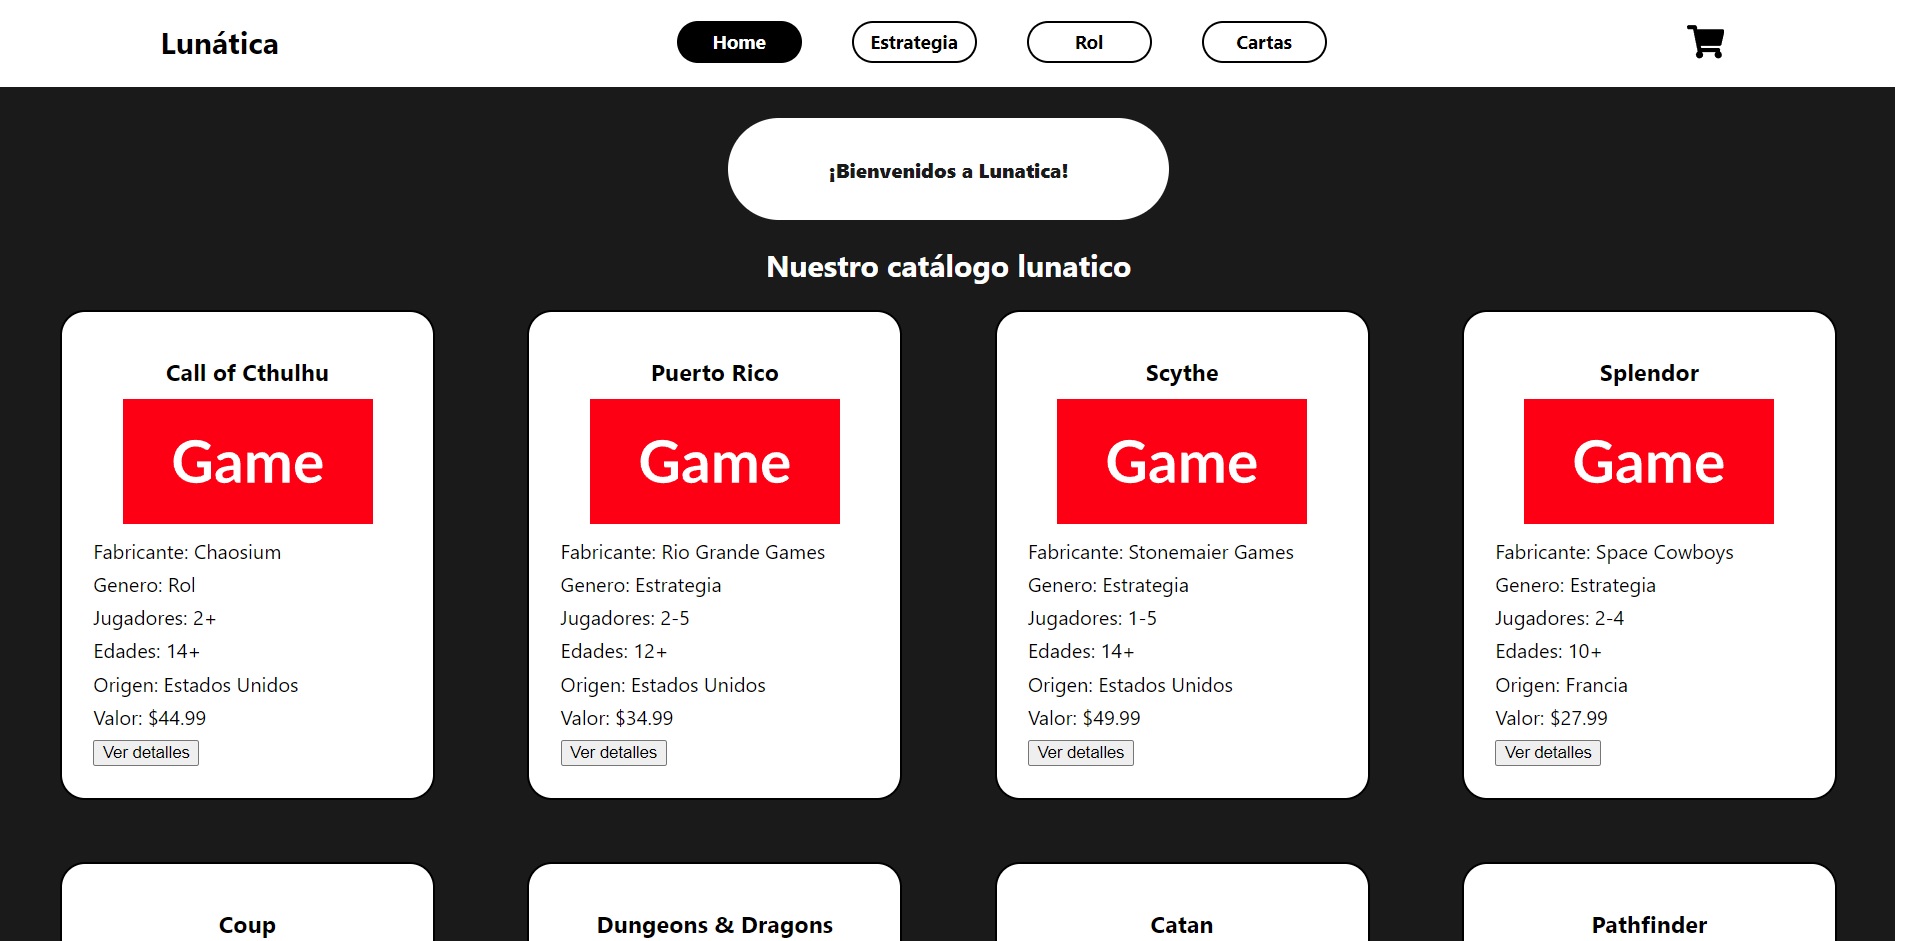 Lunática
Home
Estrategia
Rol
Cartas
¡Bienvenidos a Lunatica!
Nuestro catálogo lunatico
Call of Cthulhu
Game
Fabricante: Chaosium
Genero: Rol
Jugadores: 2+
Edades: 14+
Origen: Estados Unidos
Valor: $44.99
Ver detalles
Puerto Rico
Game
Fabricante: Rio Grande Games
Genero: Estrategia
Jugadores: 2-5
Edades: 12+
Origen: Estados Unidos
Valor: $34.99
Ver detalles
Scythe
Game
Fabricante: Stonemaier Games
Genero: Estrategia
Jugadores: 1-5
Edades: 14+
Origen: Estados Unidos
Valor: $49.99
Ver detalles
Splendor
Game
Fabricante: Space Cowboys
Genero: Estrategia
Jugadores: 2-4
Edades: 10+
Origen: Francia
Valor: $27.99
Ver detalles
Coup
Dungeons & Dragons
Catan
Pathfinder